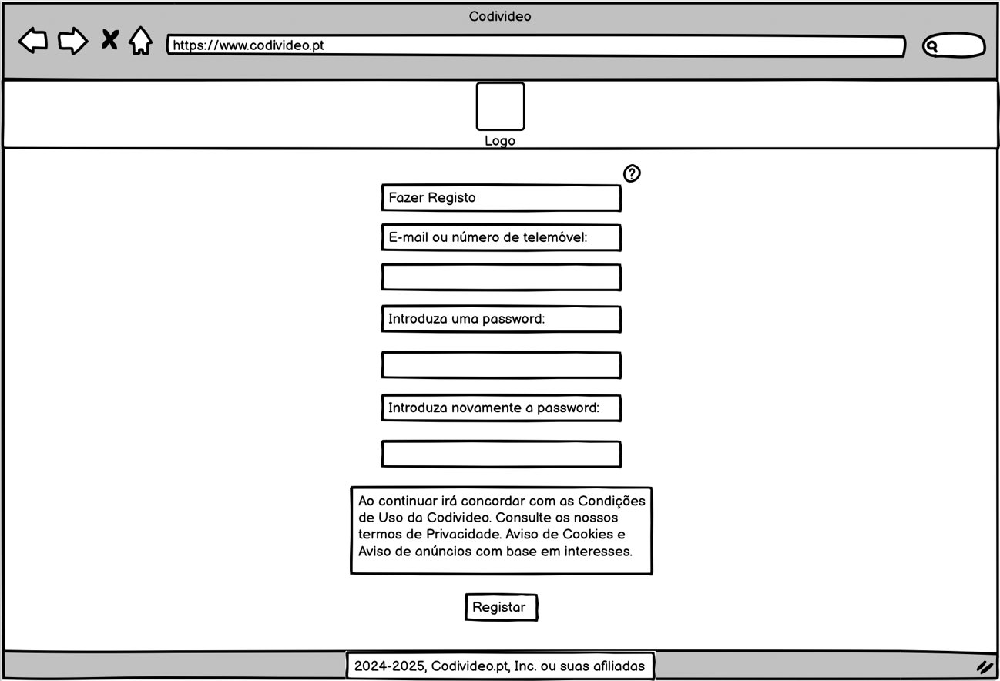 Codivideo
https://www.codivideo.pt
Logo
?
Fazer Registo
E-mail ou número de telemóvel:
Introduza uma password:
Introduza novamente a password:
Ao continuar irá concordar com as Condições
de Uso da Codivideo. Consulte os nossos
termos de Privacidade. Aviso de Cookies e
Aviso de anúncios com base em interesses.
Registar
2024-2025, Codivideo.pt, Inc. ou suas afiliadas